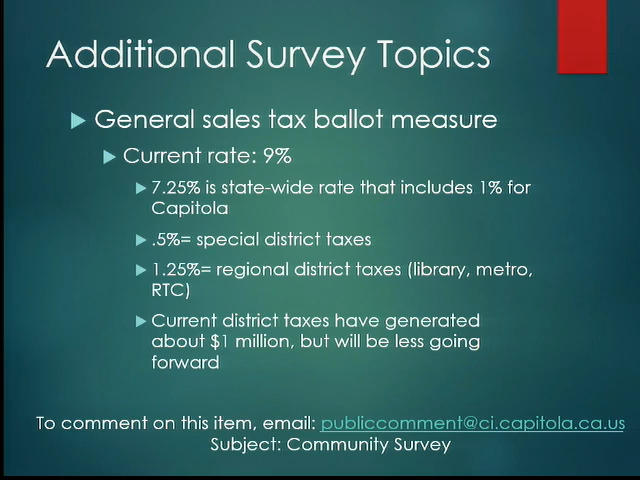 Additional Survey Topics
General sales tax ballot measure
Current rate: 9%
7.25% is state-wide rate that includes 1% for
Capitola
.5%= special district taxes
1.25%= regional district taxes (library, metro,
RTC)
Current district taxes have generated
about $1 million, but will be less going
forward
To comment on this item, email: publiccomment@ci.capitola.ca.us
Subject: Community Survey